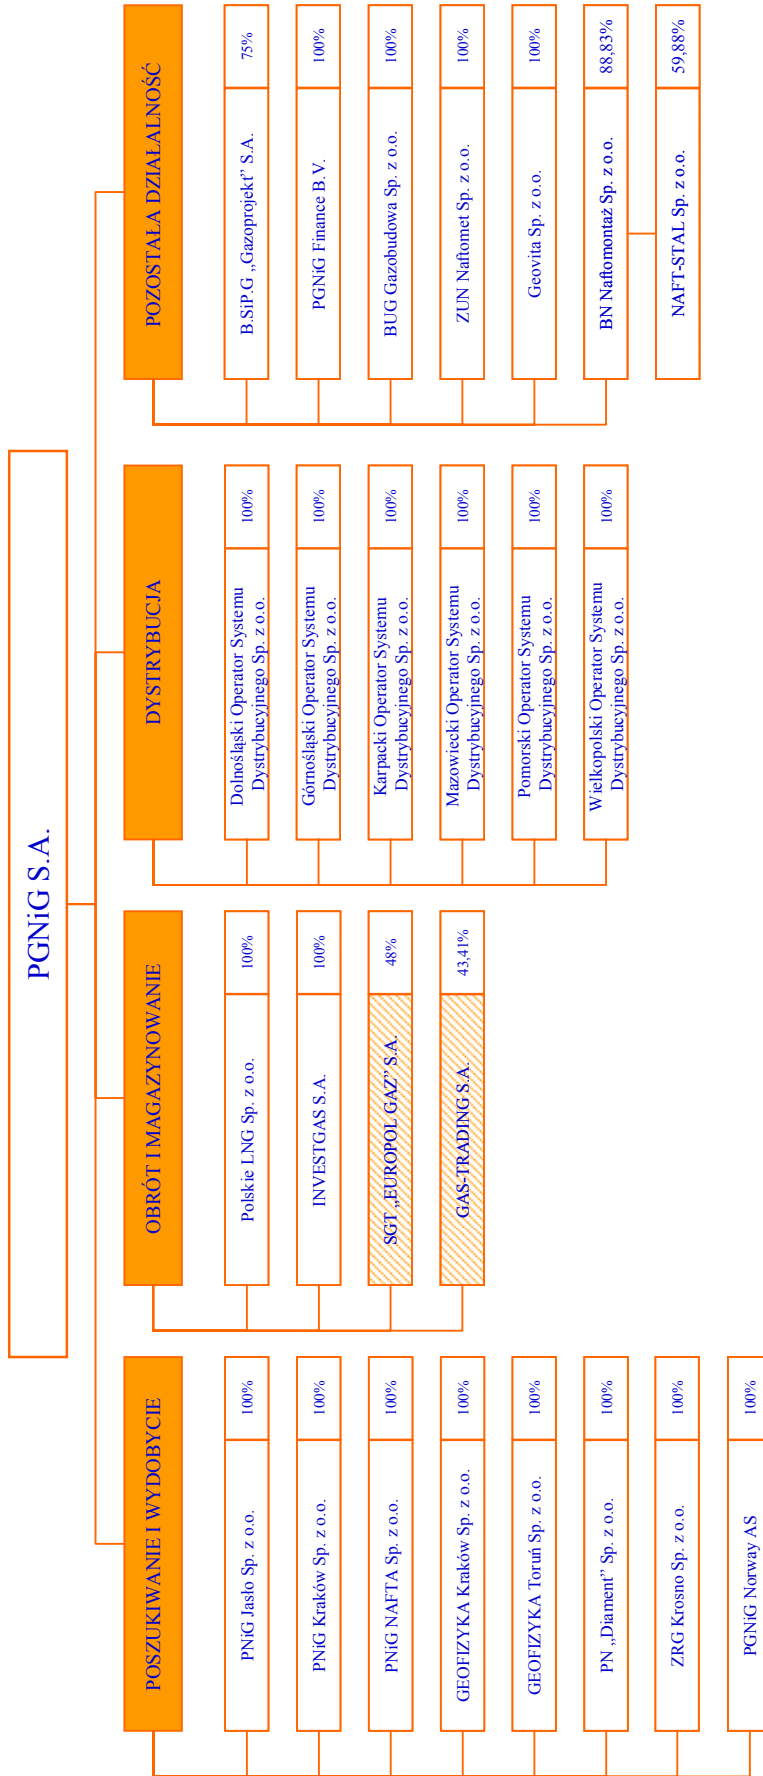 PGNiG S.A.
POSZUKIWANIE I WYDOBYCIE
PNiG Jasło Sp. z o.o.
100%
PNiG Kraków Sp. z o.o.
100%
PNiG NAFTA Sp. z o.o.
100%
GEOFIZYKA Kraków Sp. z o.o.
100%
GEOFIZYKA Toruń Sp. z o.o.
100%
PN „Diament” Sp. z o.o.
100%
ZRG Krosno Sp. z o.o.
100%
PGNiG Norway AS
100%
OBRÓT I MAGAZYNOWANIE
Polskie LNG Sp. z o.o.
100%
INVESTGAS S.A.
100%
SGT „EUROPOL GAZ” S.A.
48%
GAS-TRADING S.A.
43,41%
DYSTRYBUCJA
Dolnośląski Operator Systemu
Dystrybucyjnego Sp. z o.o.
100%
Górnośląski Operator Systemu
Dystrybucyjnego Sp. z o.o.
100%
Karpacki Operator Systemu
Dystrybucyjnego Sp. z o.o.
100%
Mazowiecki Operator Systemu
Dystrybucyjnego Sp. z o.o.
100%
Pomorski Operator Systemu
Dystrybucyjnego Sp. z o.o.
100%
Wielkopolski Operator Systemu
Dystrybucyjnego Sp. z o.o.
100%
POZOSTAŁA DZIAŁALNOŚĆ
B.SiP.G „Gazoprojekt” S.A.
75%
PGNiG Finance B.V.
100%
BUG Gazobudowa Sp. z o.o.
100%
ZUN Naftomet Sp. z o.o.
100%
Geovita Sp. z o.o.
100%
BN Naftomontaż Sp. z o.o.
88,83%
NAFT-STAL Sp. z o.o.
59,88%